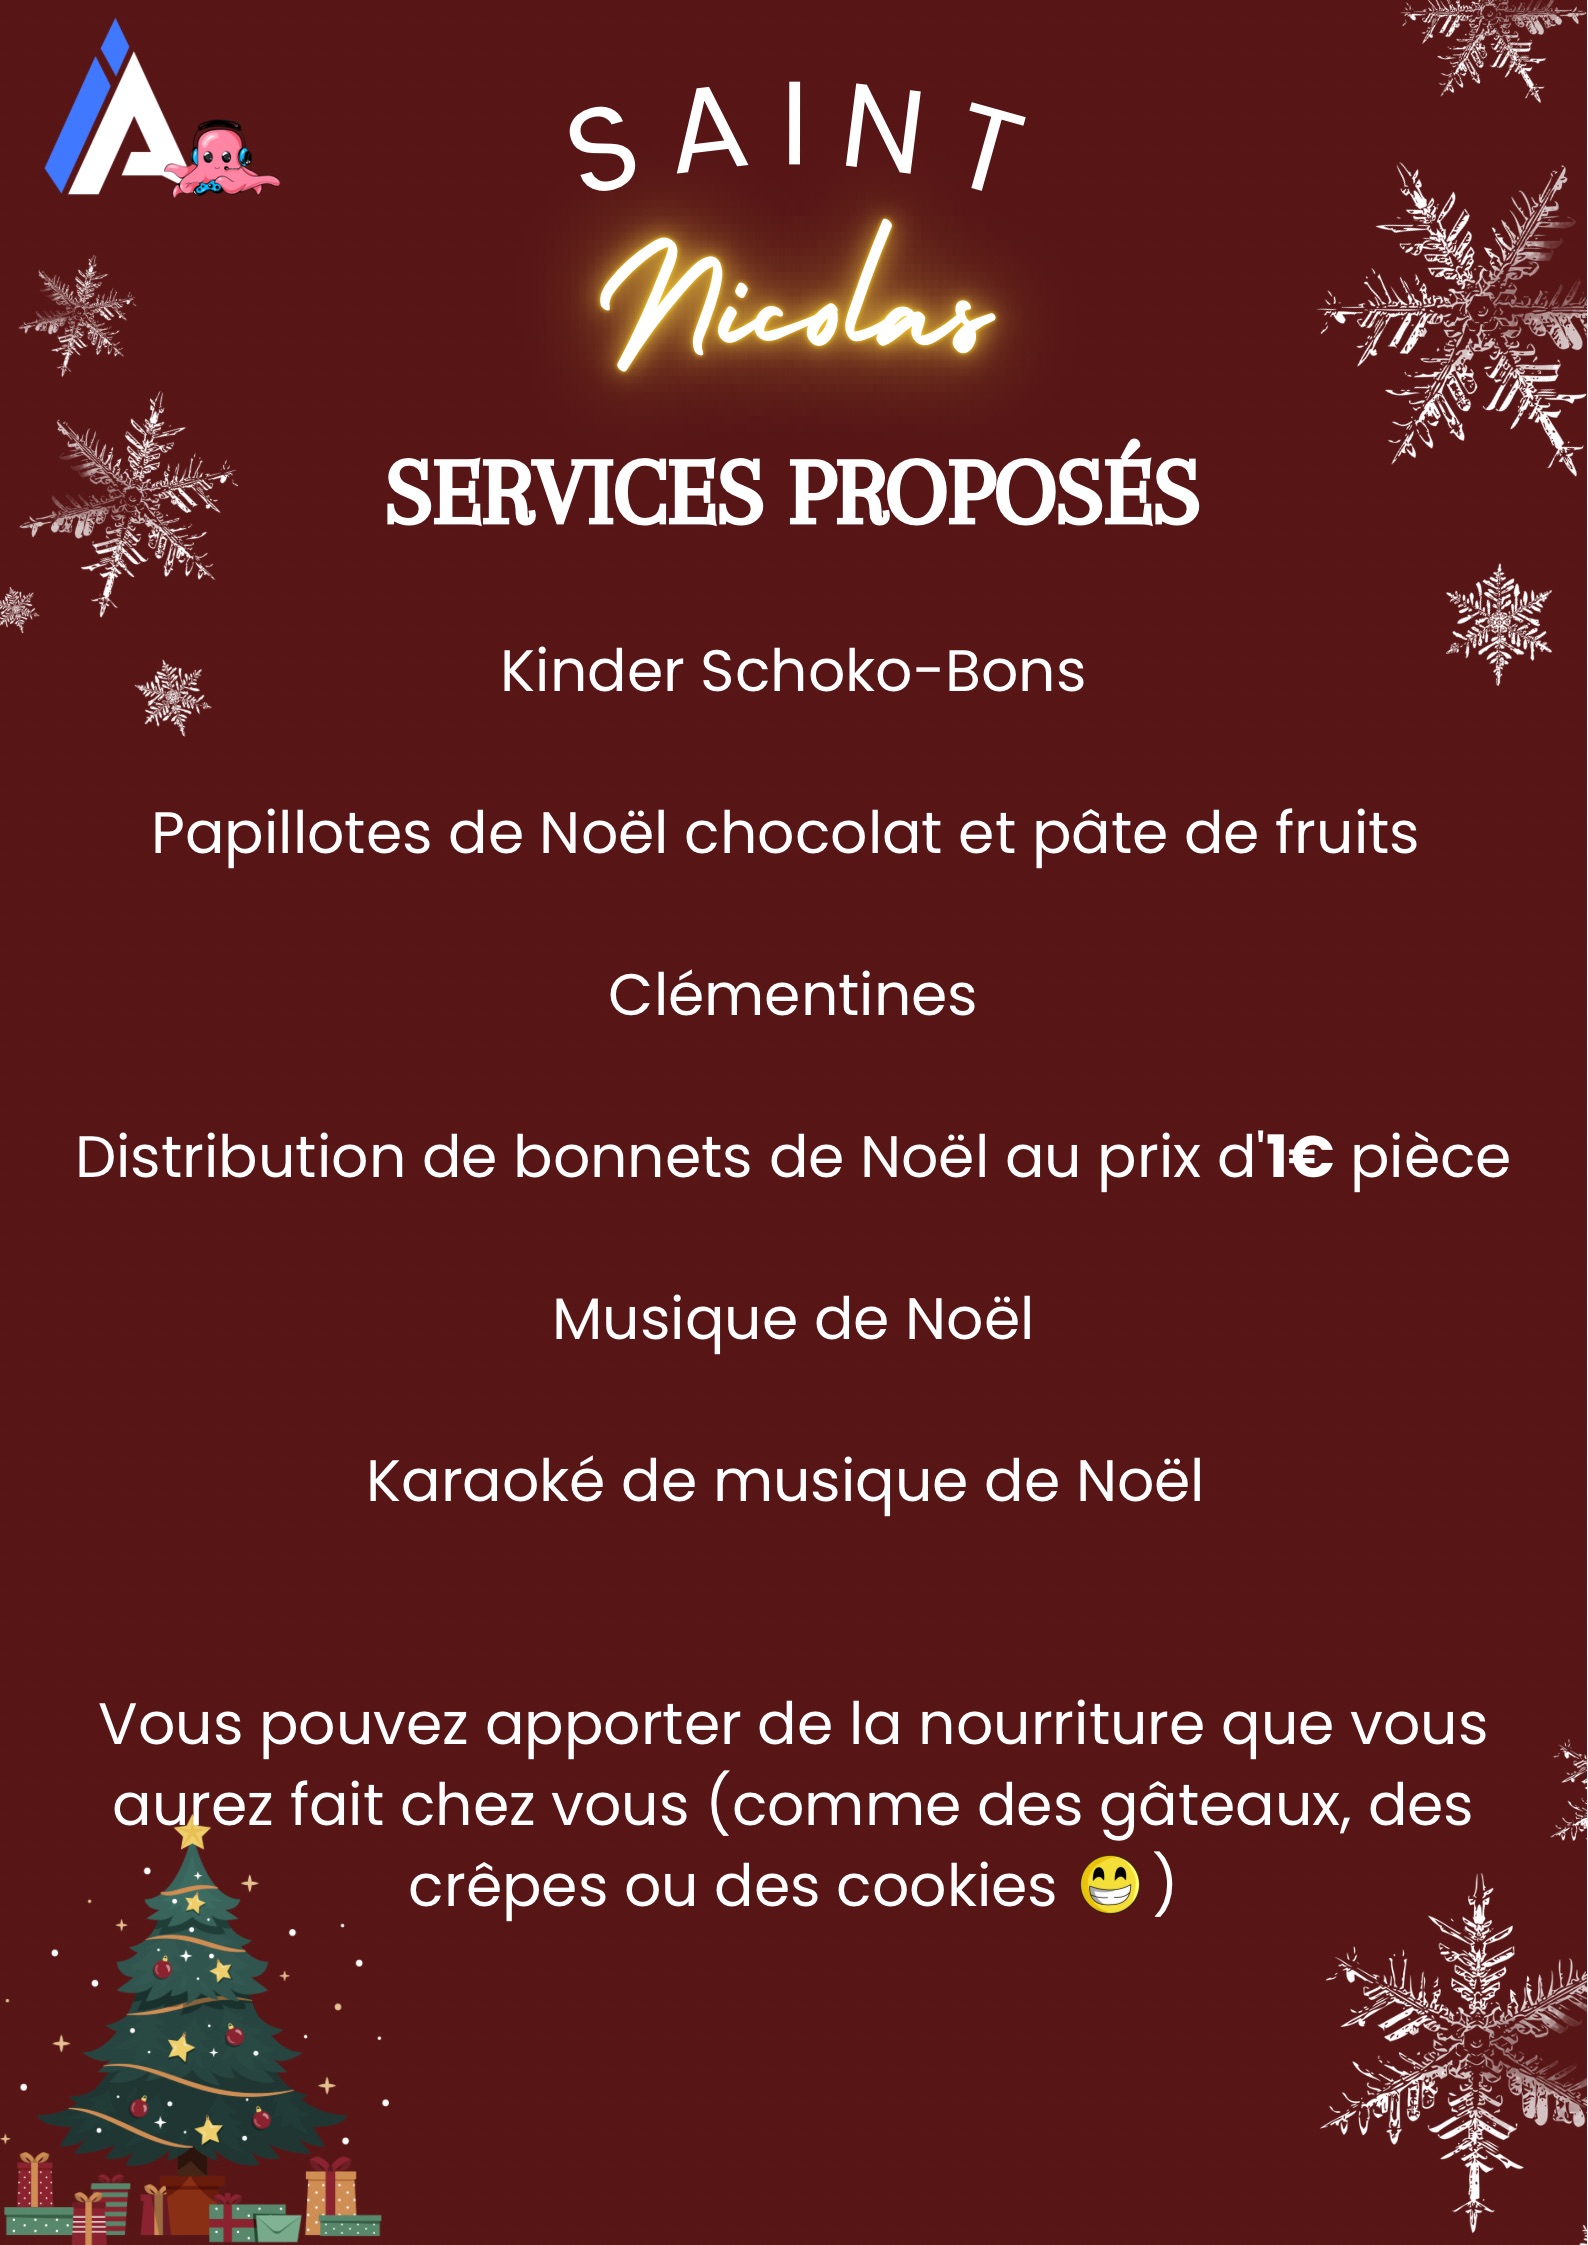 SAINT
Nicolas
SERVICES PROPOSÉS
Kinder Schoko-Bons
Papillotes de Noël chocolat et pâte de fruits
Clémentines
Distribution de bonnets de Noël au prix d'1€ pièce
Musique de Noël
Karaoké de musique de Noël
Vous pouvez apporter de la nourriture que vous
aurez fait chez vous (comme des gâteaux, des
crêpes ou des cookies 😁)